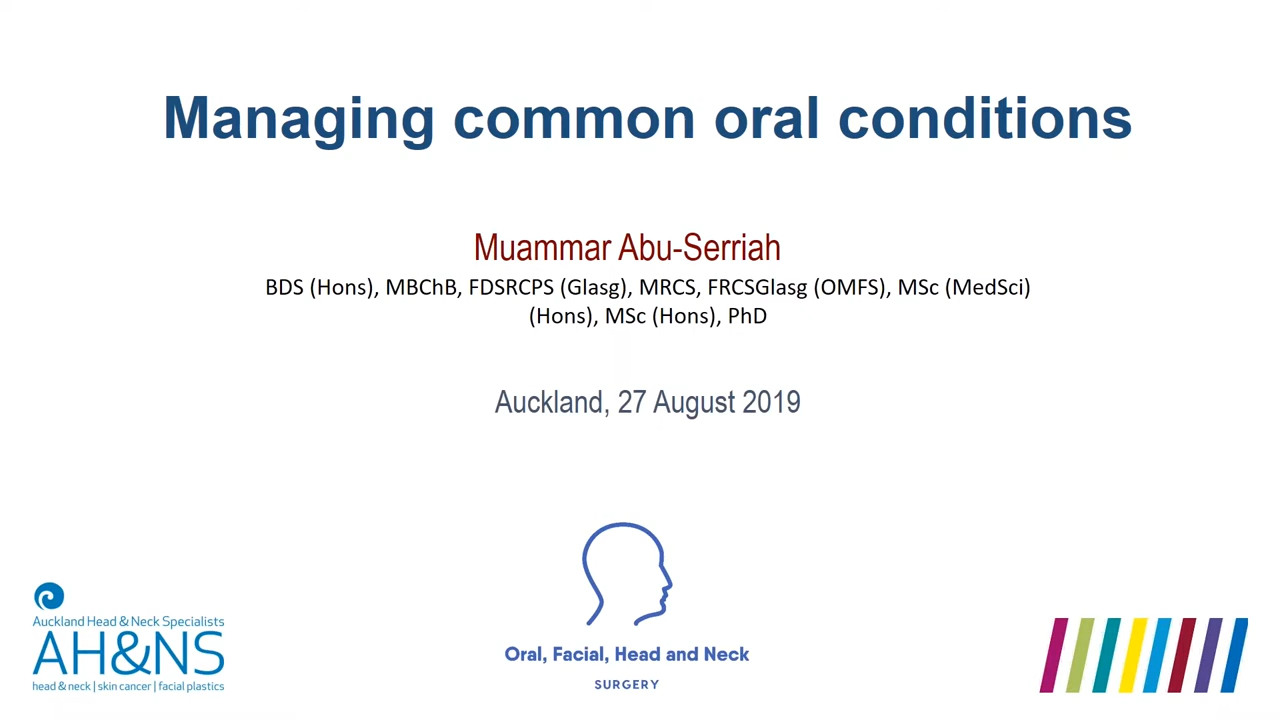 Managing common oral conditions
Muammar Abu-Serriah
BDS (Hons), MBChB, FDSRCPS (Glasg), MRCS, FRCSGlasg (OMFS), MSc (MedSci)
(Hons), MSc (Hons), PhD
Auckland, 27 August 2019
Auckland Head & Neck Specialists
AH&NS
head & neck | skin cancer | facial plastics
Oral, Facial, Head and Neck
SURGERY